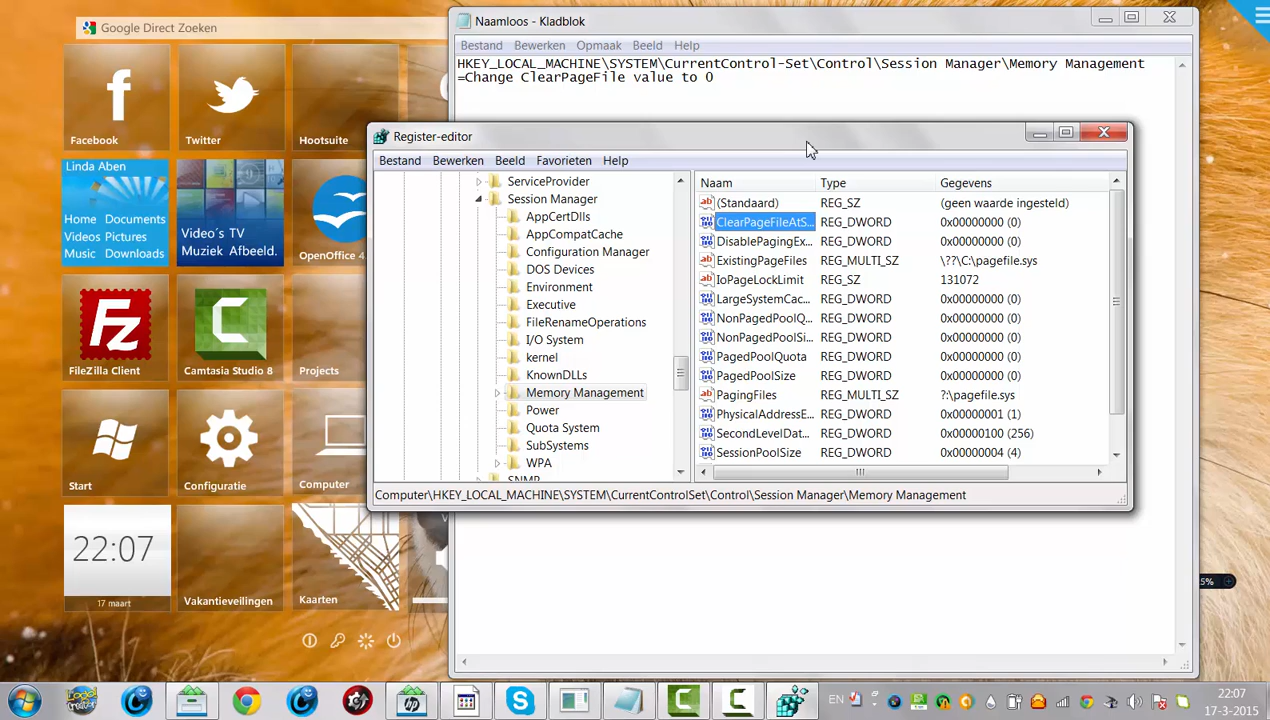 Google Direct Zoeken
Facebook
Twitter
Hootsuite
Linda Aben
Home Documents
Videos Pictures
Music Downloads
Video´s TV
Muziek Afbeeld.
OpenOffice 4.
FileZilla Client
Camtasia Studio 8
Projects
Start
Configuratie
Computer
22:07
17 maart
Vakantieveilingen
Kaarten
Naamloos - Kladblok
Bestand Bewerken Opmaak Beeld Help
HKEY_LOCAL_MACHINE\SYSTEM\CurrentControl-Set\Control\Session Manager\Memory Management
=Change ClearPageFile value to 0
Register-editor
Bestand Bewerken Beeld Favorieten Help
ServiceProvider
Session Manager
AppCertDlls
AppCompatCache
Configuration Manager
DOS Devices
Environment
Executive
FileRenameOperations
I/O System
kernel
KnownDLLs
Memory Management
Power
Quota System
SubSystems
WPA
SNMP
Naam Type Gegevens
(Standaard) REG_SZ (geen waarde ingesteld)
ClearPageFileAtS... REG_DWORD 0x00000000 (0)
DisablePagingEx... REG_DWORD 0x00000000 (0)
ExistingPageFiles REG_MULTI_SZ \??\C:\pagefile.sys
IoPageLockLimit REG_SZ 131072
LargeSystemCac... REG_DWORD 0x00000000 (0)
NonPagedPoolQ... REG_DWORD 0x00000000 (0)
NonPagedPoolSi... REG_DWORD 0x00000000 (0)
PagedPoolQuota REG_DWORD 0x00000000 (0)
PagedPoolSize REG_DWORD 0x00000000 (0)
PagingFiles REG_MULTI_SZ ?:\pagefile.sys
PhysicalAddressE... REG_DWORD 0x00000001 (1)
SecondLevelDat... REG_DWORD 0x00000100 (256)
SessionPoolSize REG_DWORD 0x00000004 (4)
Computer\HKEY_LOCAL_MACHINE\SYSTEM\CurrentControlSet\Control\Session Manager\Memory Management
5%
EN
22:07
17-3-2015